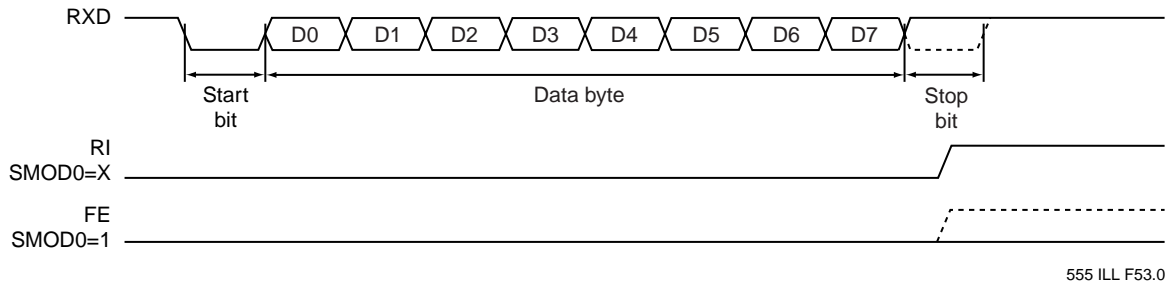 RXD
D0 D1 D2 D3 D4 D5 D6 D7
Start
bit
Data byte
Stop
bit
RI
SMOD0=X
FE
SMOD0=1
555 ILL F53.0